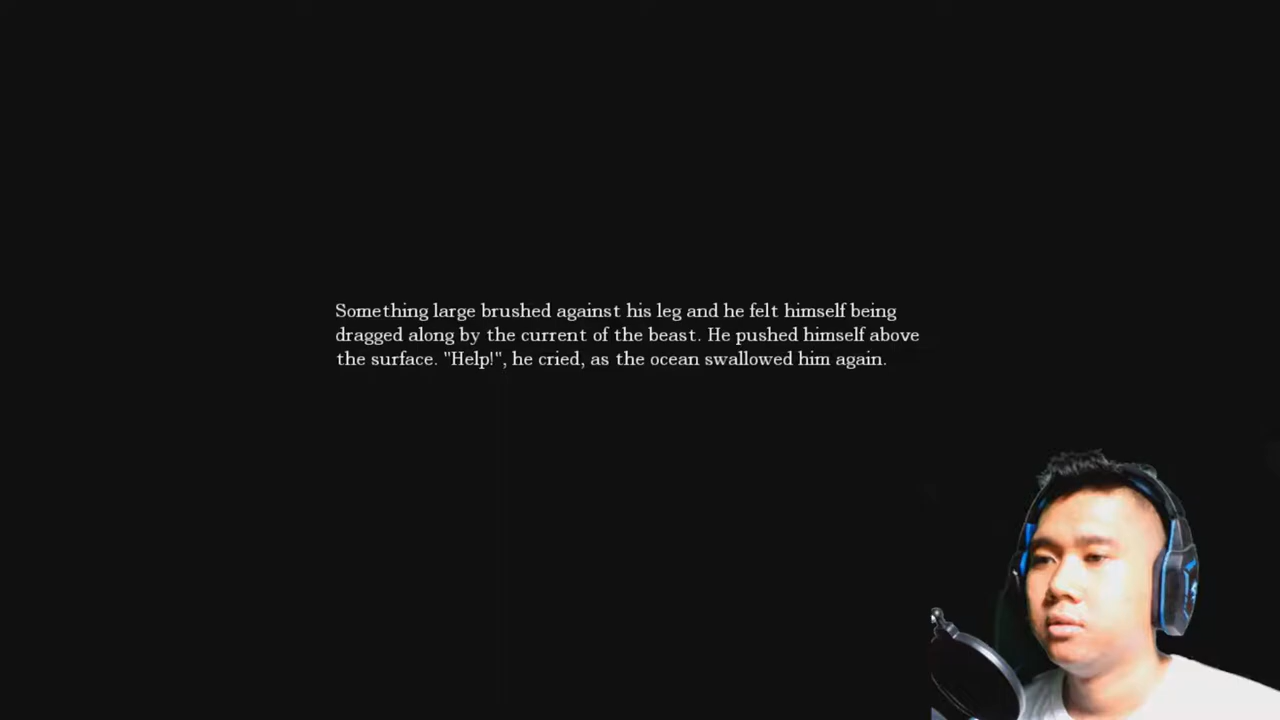 Something large brushed against his leg and he felt himself being
dragged along by the current of the beast. He pushed himself above
the surface. "Help!", he cried, as the ocean swallowed him again.